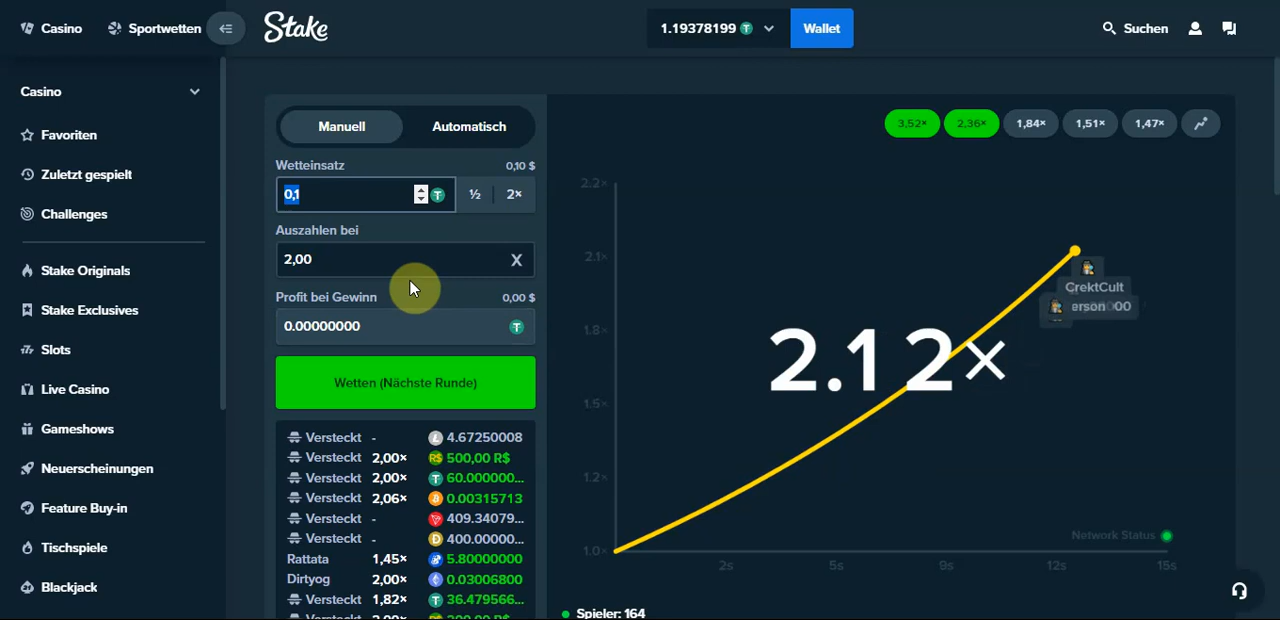 Casino
Sportwetten
Stake
1.19378199
Wallet
Suchen
Casino
Favoriten
Zuletzt gespielt
Challenges
Stake Originals
Stake Exclusives
Slots
Live Casino
Gameshows
Neuerscheinungen
Feature Buy-in
Tischspiele
Blackjack
Manuell Automatisch
Wetteinsatz 0,10 $
0,1 ½ 2×
Auszahlen bei
2,00 X
Profit bei Gewinn 0,00 $
0.00000000
Wetten (Nächste Runde)
Versteckt - 4.67250008
Versteckt 2,00× 500,00 R$
Versteckt 2,00× 60.000000...
Versteckt 2,06× 0.00315713
Versteckt - 409.34079...
Versteckt - 400.00000...
Rattata 1,45× 5.80000000
Dirtyog 2,00× 0.03006800
Versteckt 1,82× 36.479566...
3,52× 2,36× 1,84× 1,51× 1,47×
2.2×
2.1×
1.8×
1.5×
1.2×
1.0×
2.12×
CrektCult
Network Status
2s 5s 9s 12s 15s
Spieler: 164